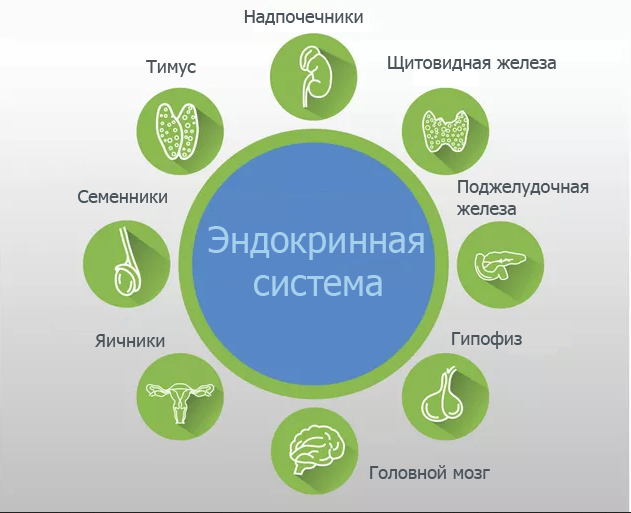 Надпочечники
Тимус
Щитовидная железа
Семенники
Поджелудочная
железа
Эндокринная
система
Яичники
Гипофиз
Головной мозг